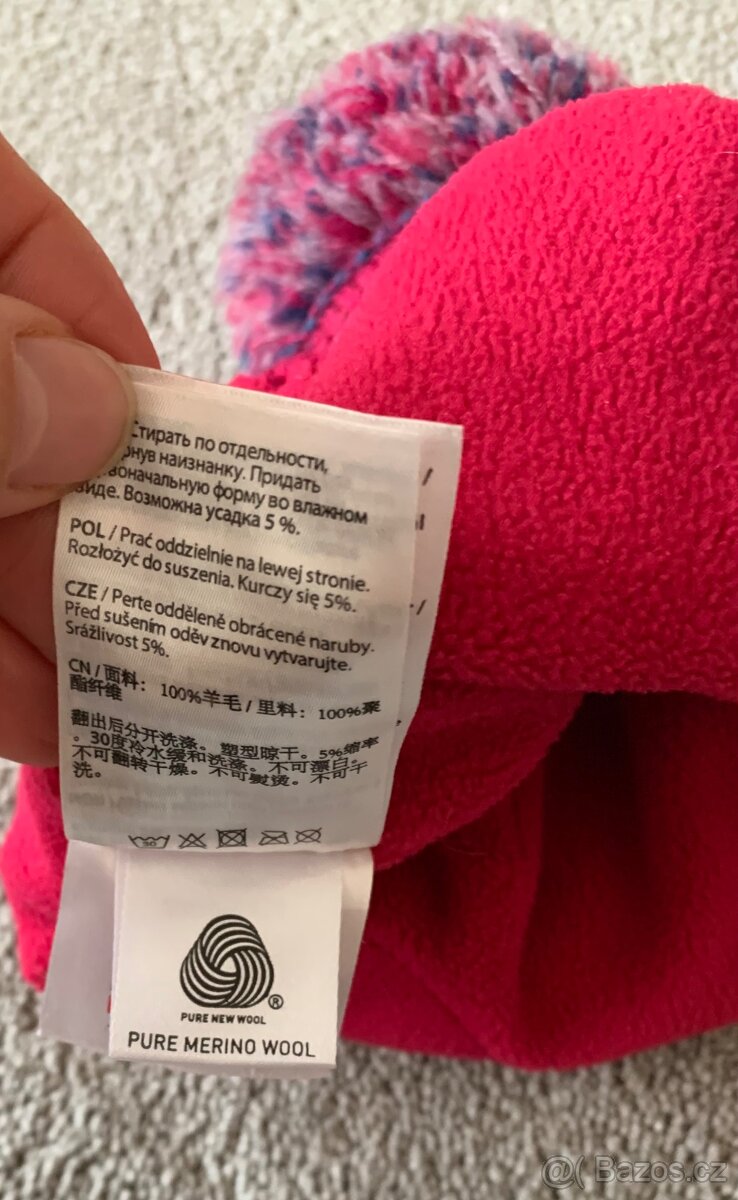 Стирать по отдельности,
наизнанку. Придать
форму во влажном
виде. Возможна усадка 5 %.
POL / Prać oddzielnie na lewej stronie.
Rozłożyć do suszenia. Kurczy się 5%.
CZE / Perte odděleně obrácené naruby.
Před sušením oděv znovu vytvarujte.
Srážlivost 5%.
CN / 面料： 100%羊毛 / 里料： 100%聚
酯纤维
翻出后分开洗涤。塑型晾干。5%缩率
。30度冷水缓和洗涤。不可漂白。
不可翻转干燥。不可熨烫。不可干
洗。
30
PURE NEW WOOL
®
PURE MERINO WOOL
@( Bazos.cz